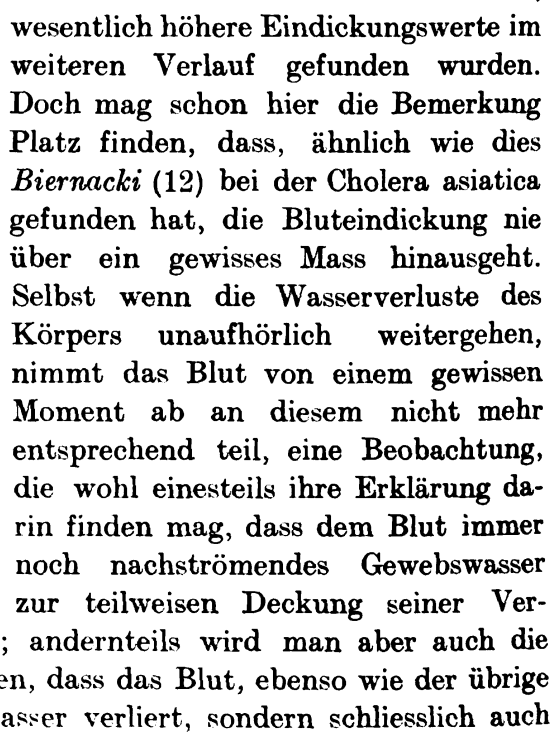 wesentlich höhere Eindickungswerte im
weiteren Verlauf gefunden wurden.
Doch mag schon hier die Bemerkung
Platz finden, dass, ähnlich wie dies
Biernacki (12) bei der Cholera asiatica
gefunden hat, die Bluteindickung nie
über ein gewisses Mass hinausgeht.
Selbst wenn die Wasserverluste des
Körpers unaufhörlich weitergehen,
nimmt das Blut von einem gewissen
Moment ab an diesem nicht mehr
entsprechend teil, eine Beobachtung,
die wohl einesteils ihre Erklärung da-
rin finden mag, dass dem Blut immer
noch nachströmendes Gewebswasser
zur teilweisen Deckung seiner Ver-
; andernteils wird man aber auch die
dass das Blut, ebenso wie der übrige
verliert, sondern schliesslich auch